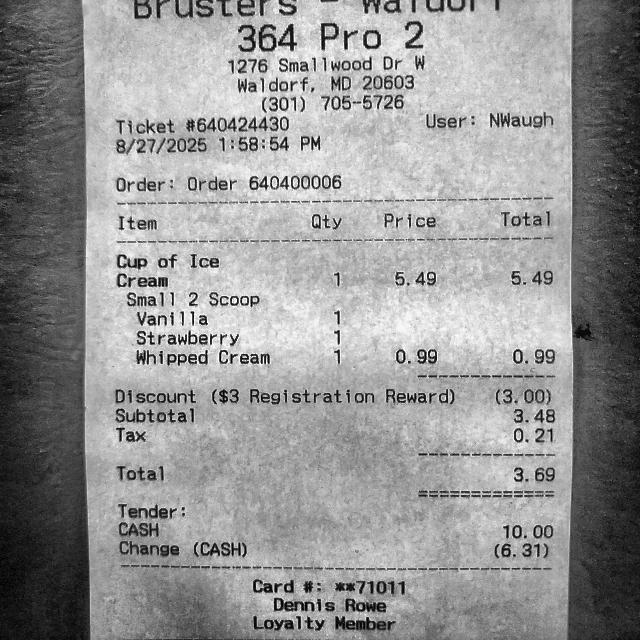 Brusters - Waldorf
364 Pro 2
1276 Smallwood Dr W
Waldorf, MD 20603
(301) 705-5726
Ticket #640424430 User: NWaugh
8/27/2025 1:58:54 PM
Order: Order 640400006
Item Qty Price Total
Cup of Ice
Cream 1 5.49 5.49
Small 2 Scoop
Vanilla 1
Strawberry 1
Whipped Cream 1 0.99 0.99
Discount ($3 Registration Reward) (3.00)
Subtotal 3.48
Tax 0.21
Total 3.69
Tender:
CASH 10.00
Change (CASH) (6.31)
Card #: **71011
Dennis Rowe
Loyalty Member